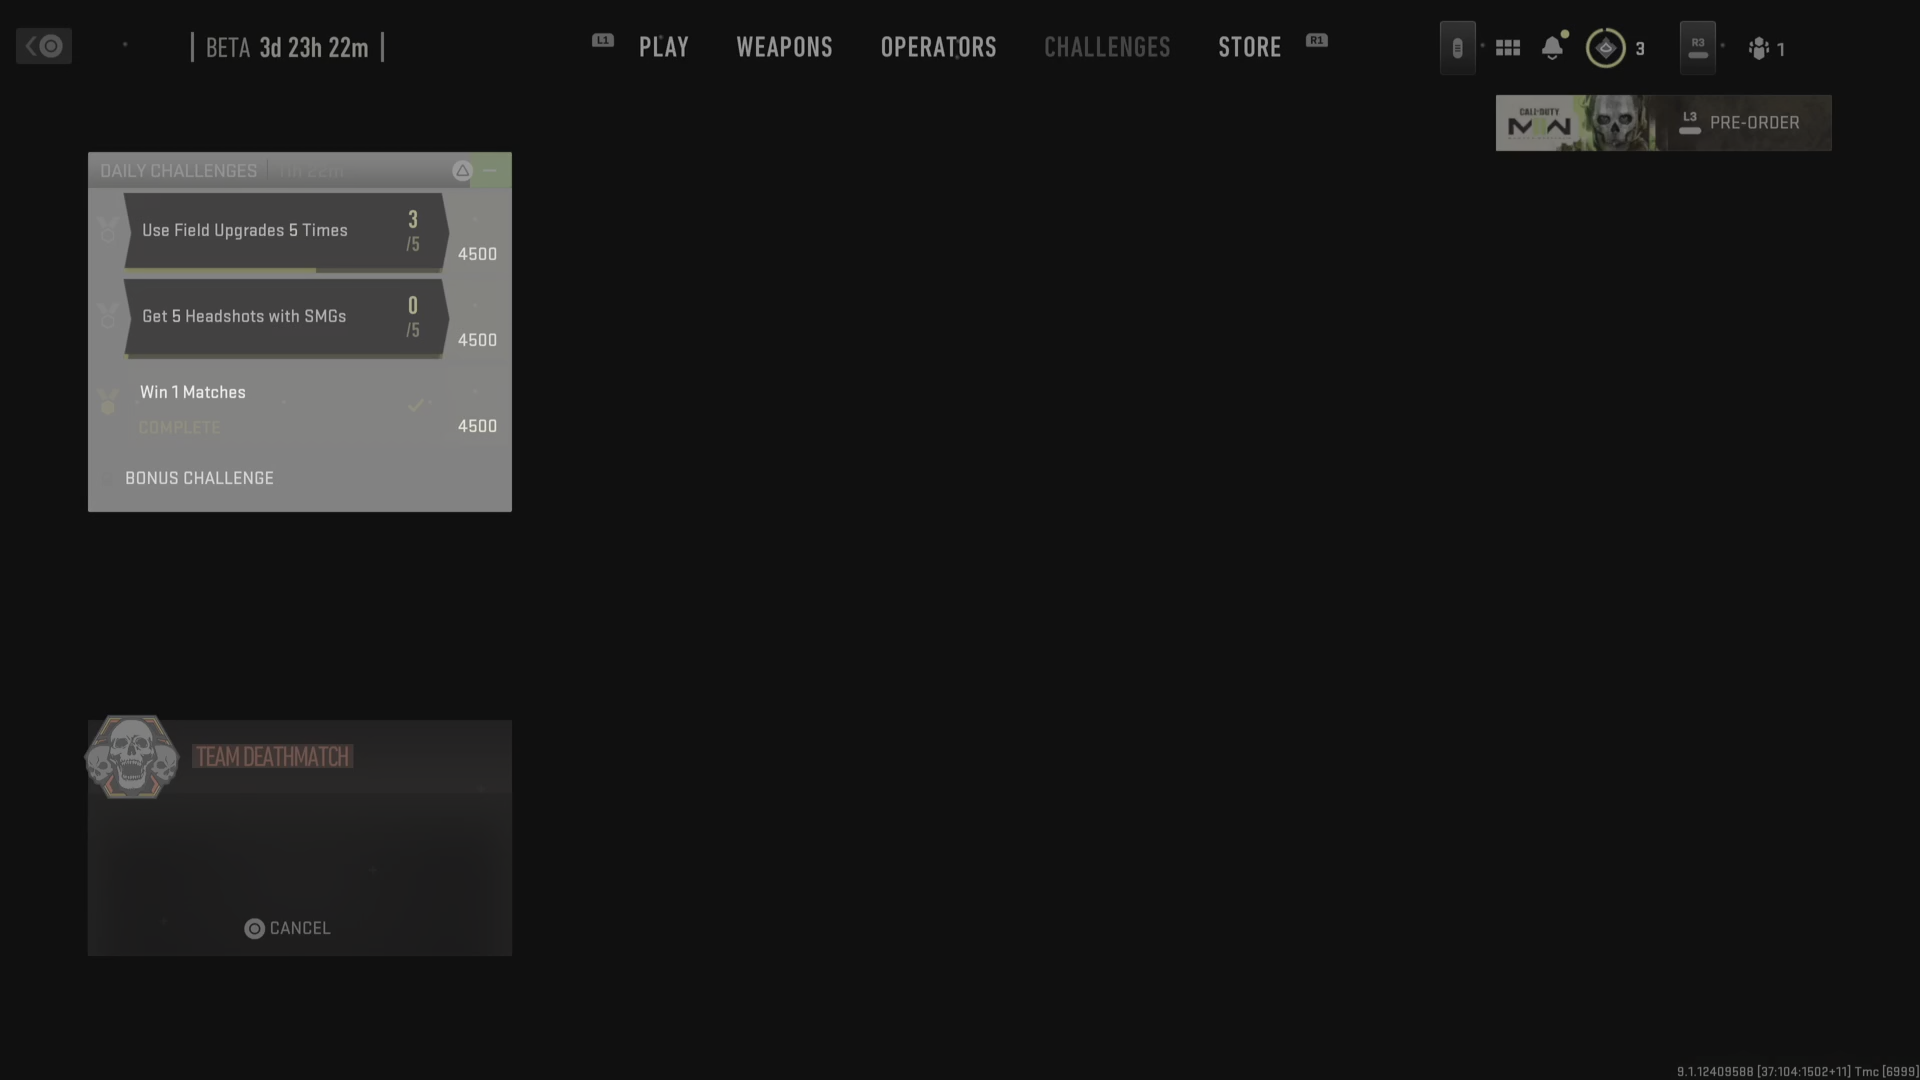 BETA 3d 23h 22m
L1 PLAY WEAPONS OPERATORS CHALLENGES STORE R1
3
R3
1
CALL OF DUTY
MWII
L3 PRE-ORDER
DAILY CHALLENGES
Use Field Upgrades 5 Times
3
/5
4500
Get 5 Headshots with SMGs
0
/5
4500
Win 1 Matches
COMPLETE
4500
BONUS CHALLENGE
TEAM DEATHMATCH
CANCEL
9.1.12409588 [37:104:1502+11] Tmc [6999]